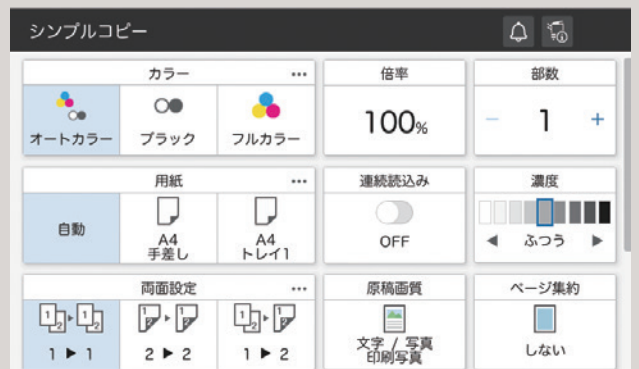 シンプルコピー
カラー
オートカラー
ブラック
フルカラー
倍率
100%
部数
1
用紙
自動
A4
手差し
A4
トレイ1
連続読込み
OFF
濃度
ふつう
両面設定
1 ▶ 1
2 ▶ 2
1 ▶ 2
原稿画質
文字 / 写真
印刷写真
ページ集約
しない